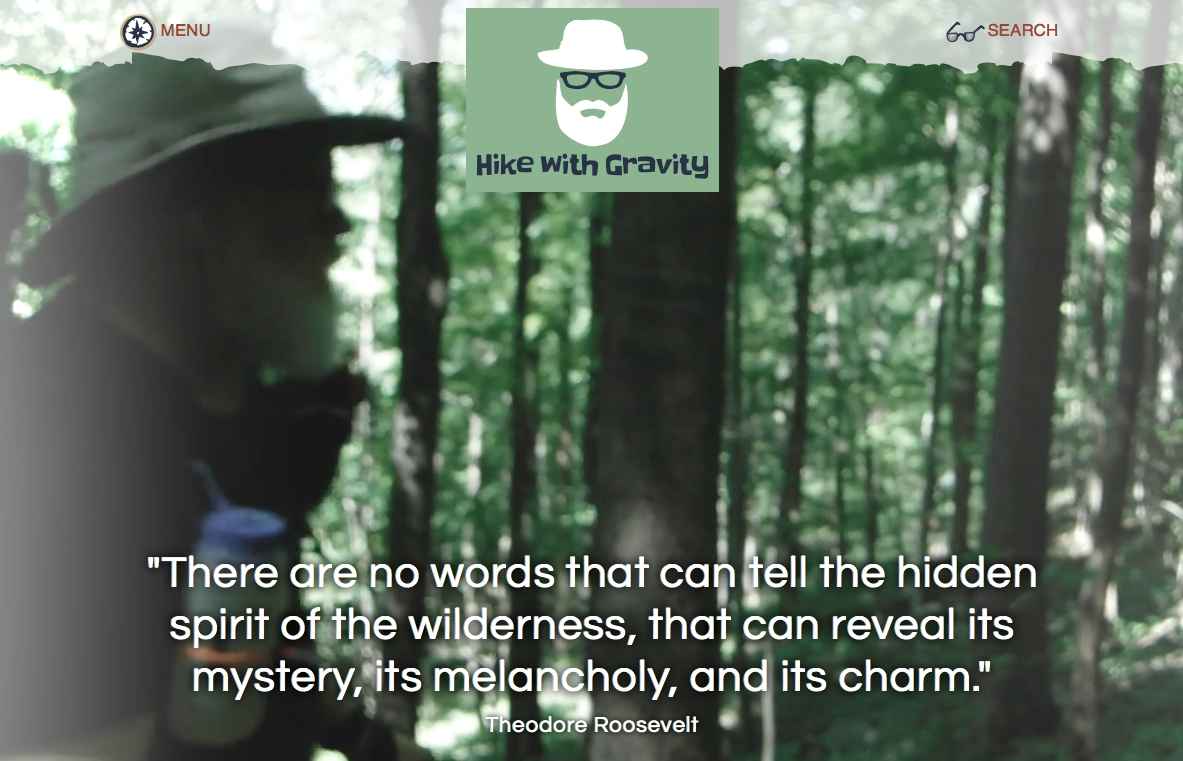 MENU
SEARCH
Hike with Gravity
"There are no words that can tell the hidden
spirit of the wilderness, that can reveal its
mystery, its melancholy, and its charm."
Theodore Roosevelt